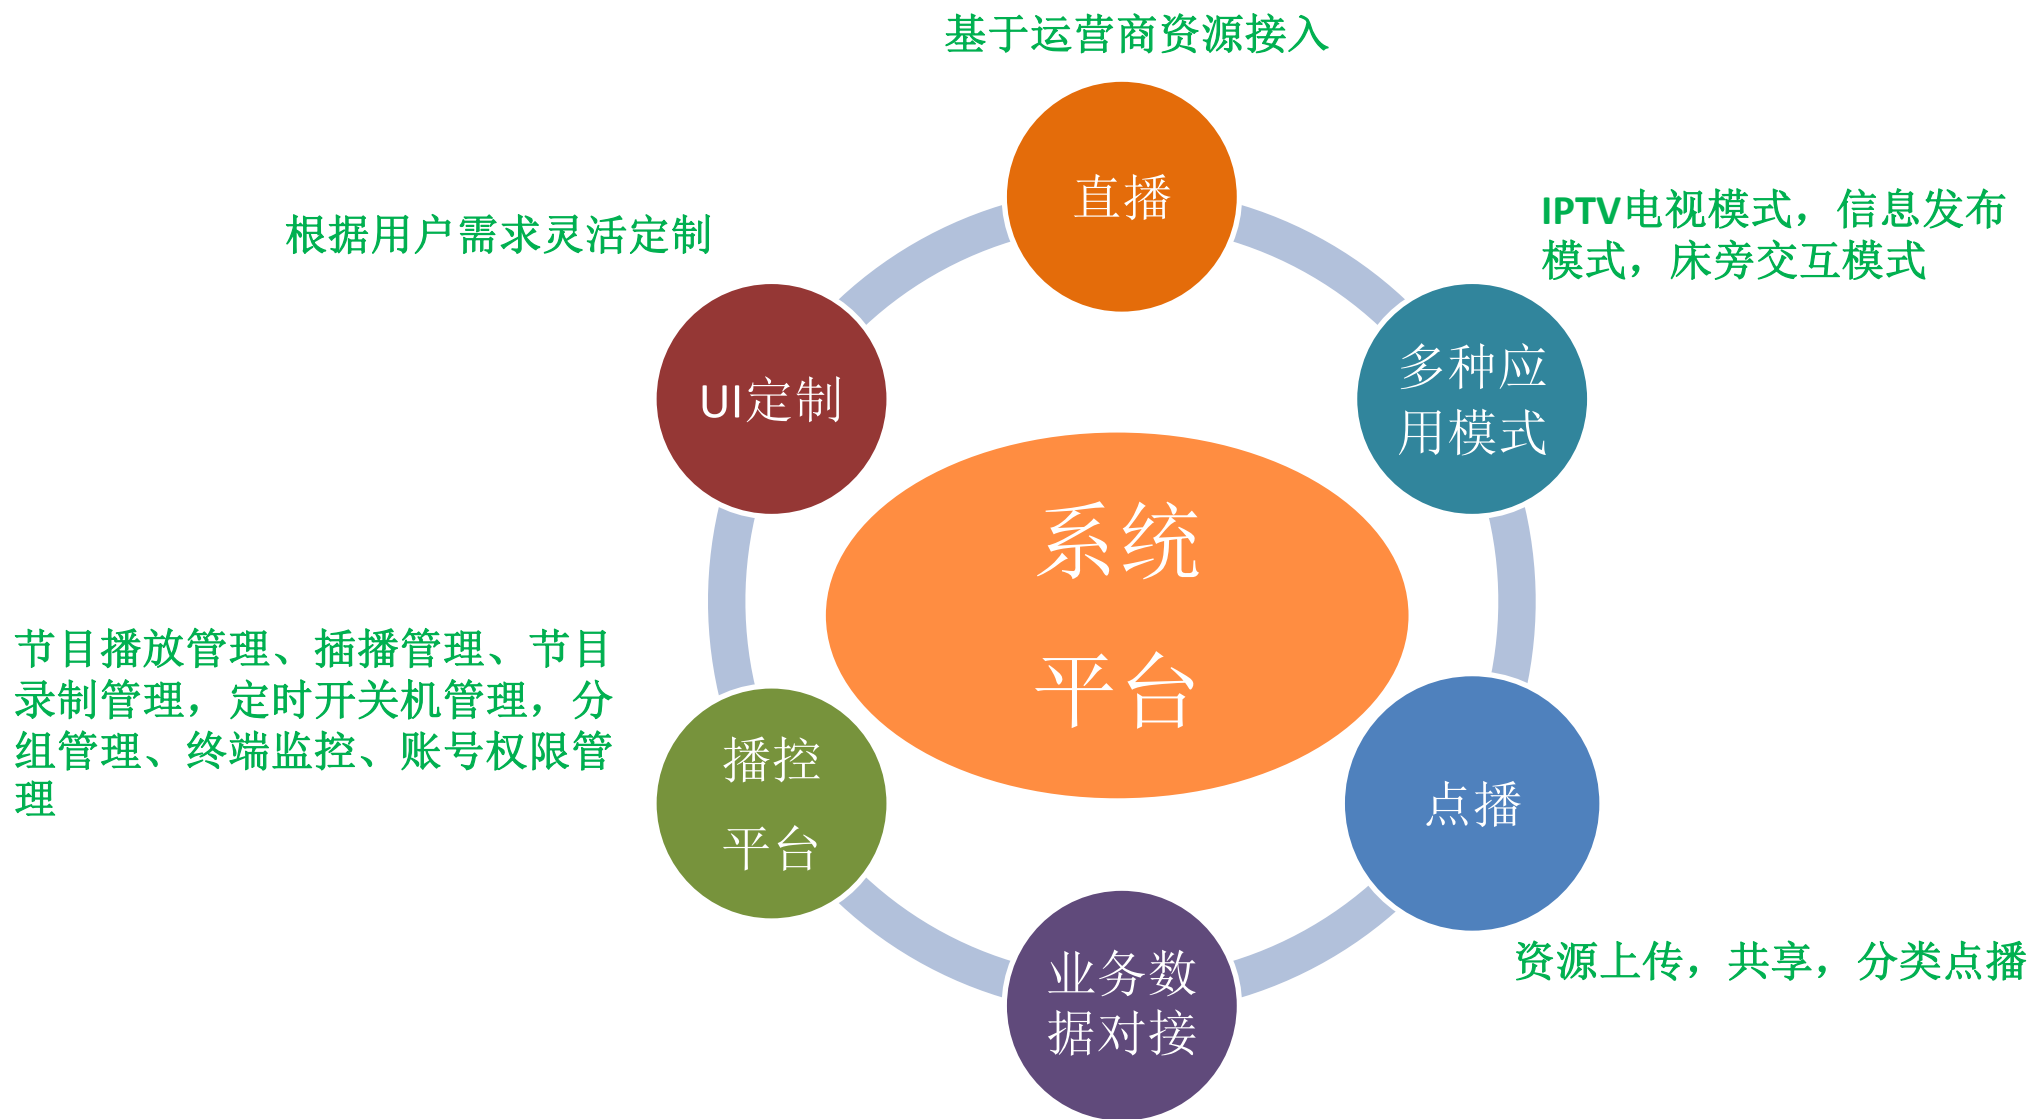 基于运营商资源接入
直播
根据用户需求灵活定制
IPTV电视模式，信息发布
模式，床旁交互模式
UI定制
多种应
用模式
系统
平台
节目播放管理、插播管理、节目
录制管理，定时开关机管理，分
组管理、终端监控、账号权限管
理
播控
平台
点播
资源上传，共享，分类点播
业务数
据对接